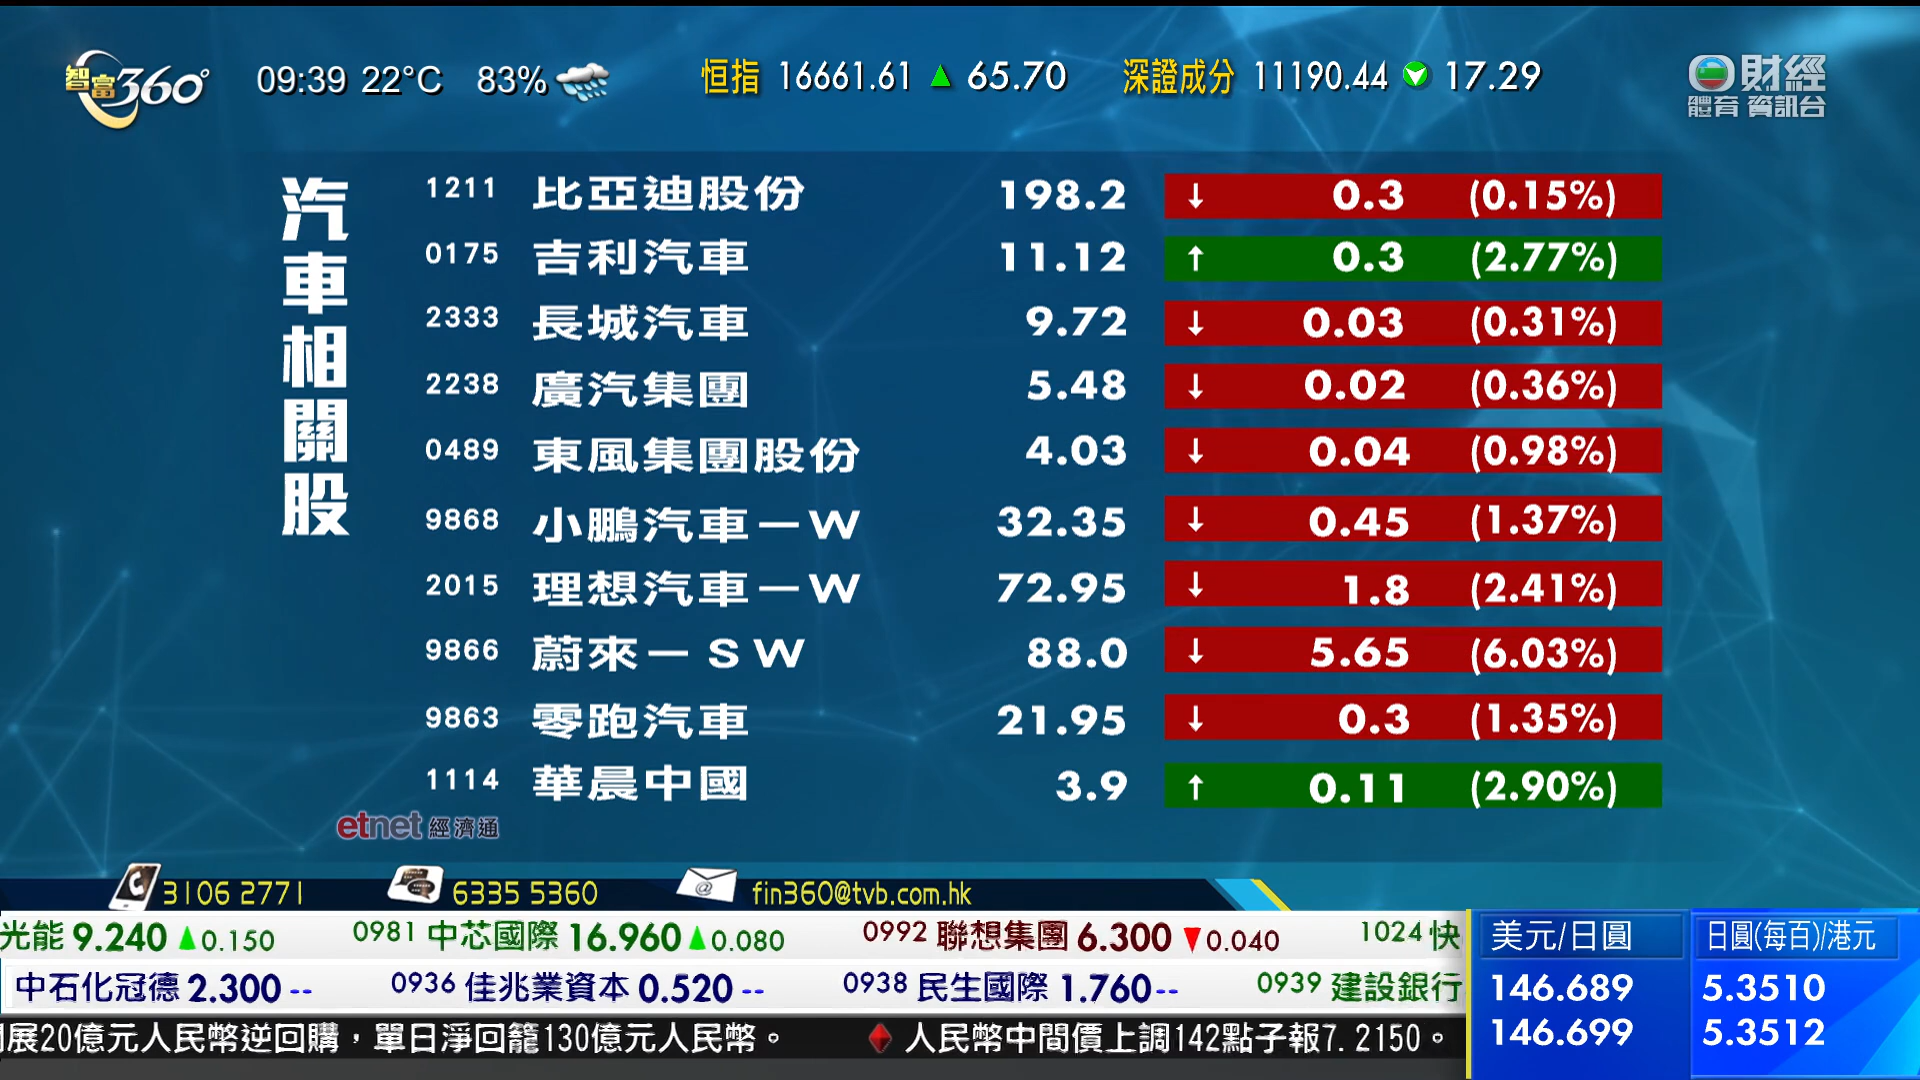 智富360°
09:39 22°C 83%
恒指 16661.61 ▲ 65.70 深證成分 11190.44 ▼ 17.29
財經
體育 資訊台
汽車相關股
1211 比亞迪股份 198.2 ↓ 0.3 (0.15%)
0175 吉利汽車 11.12 ↑ 0.3 (2.77%)
2333 長城汽車 9.72 ↓ 0.03 (0.31%)
2238 廣汽集團 5.48 ↓ 0.02 (0.36%)
0489 東風集團股份 4.03 ↓ 0.04 (0.98%)
9868 小鵬汽車－W 32.35 ↓ 0.45 (1.37%)
2015 理想汽車－W 72.95 ↓ 1.8 (2.41%)
9866 蔚來－ＳＷ 88.0 ↓ 5.65 (6.03%)
9863 零跑汽車 21.95 ↓ 0.3 (1.35%)
1114 華晨中國 3.9 ↑ 0.11 (2.90%)
etnet 經濟通
3106 2771 6335 5360 fin360@tvb.com.hk
光能 9.240 ▲0.150 0981 中芯國際 16.960 ▲0.080 0992 聯想集團 6.300 ▼0.040 1024 快
中石化冠德 2.300 -- 0936 佳兆業資本 0.520 -- 0938 民生國際 1.760 -- 0939 建設銀行
展20億元人民幣逆回購，單日淨回籠130億元人民幣。 ♦ 人民幣中間價上調142點子報7.2150。
美元/日圓
146.689
146.699
日圓(每百)/港元
5.3510
5.3512